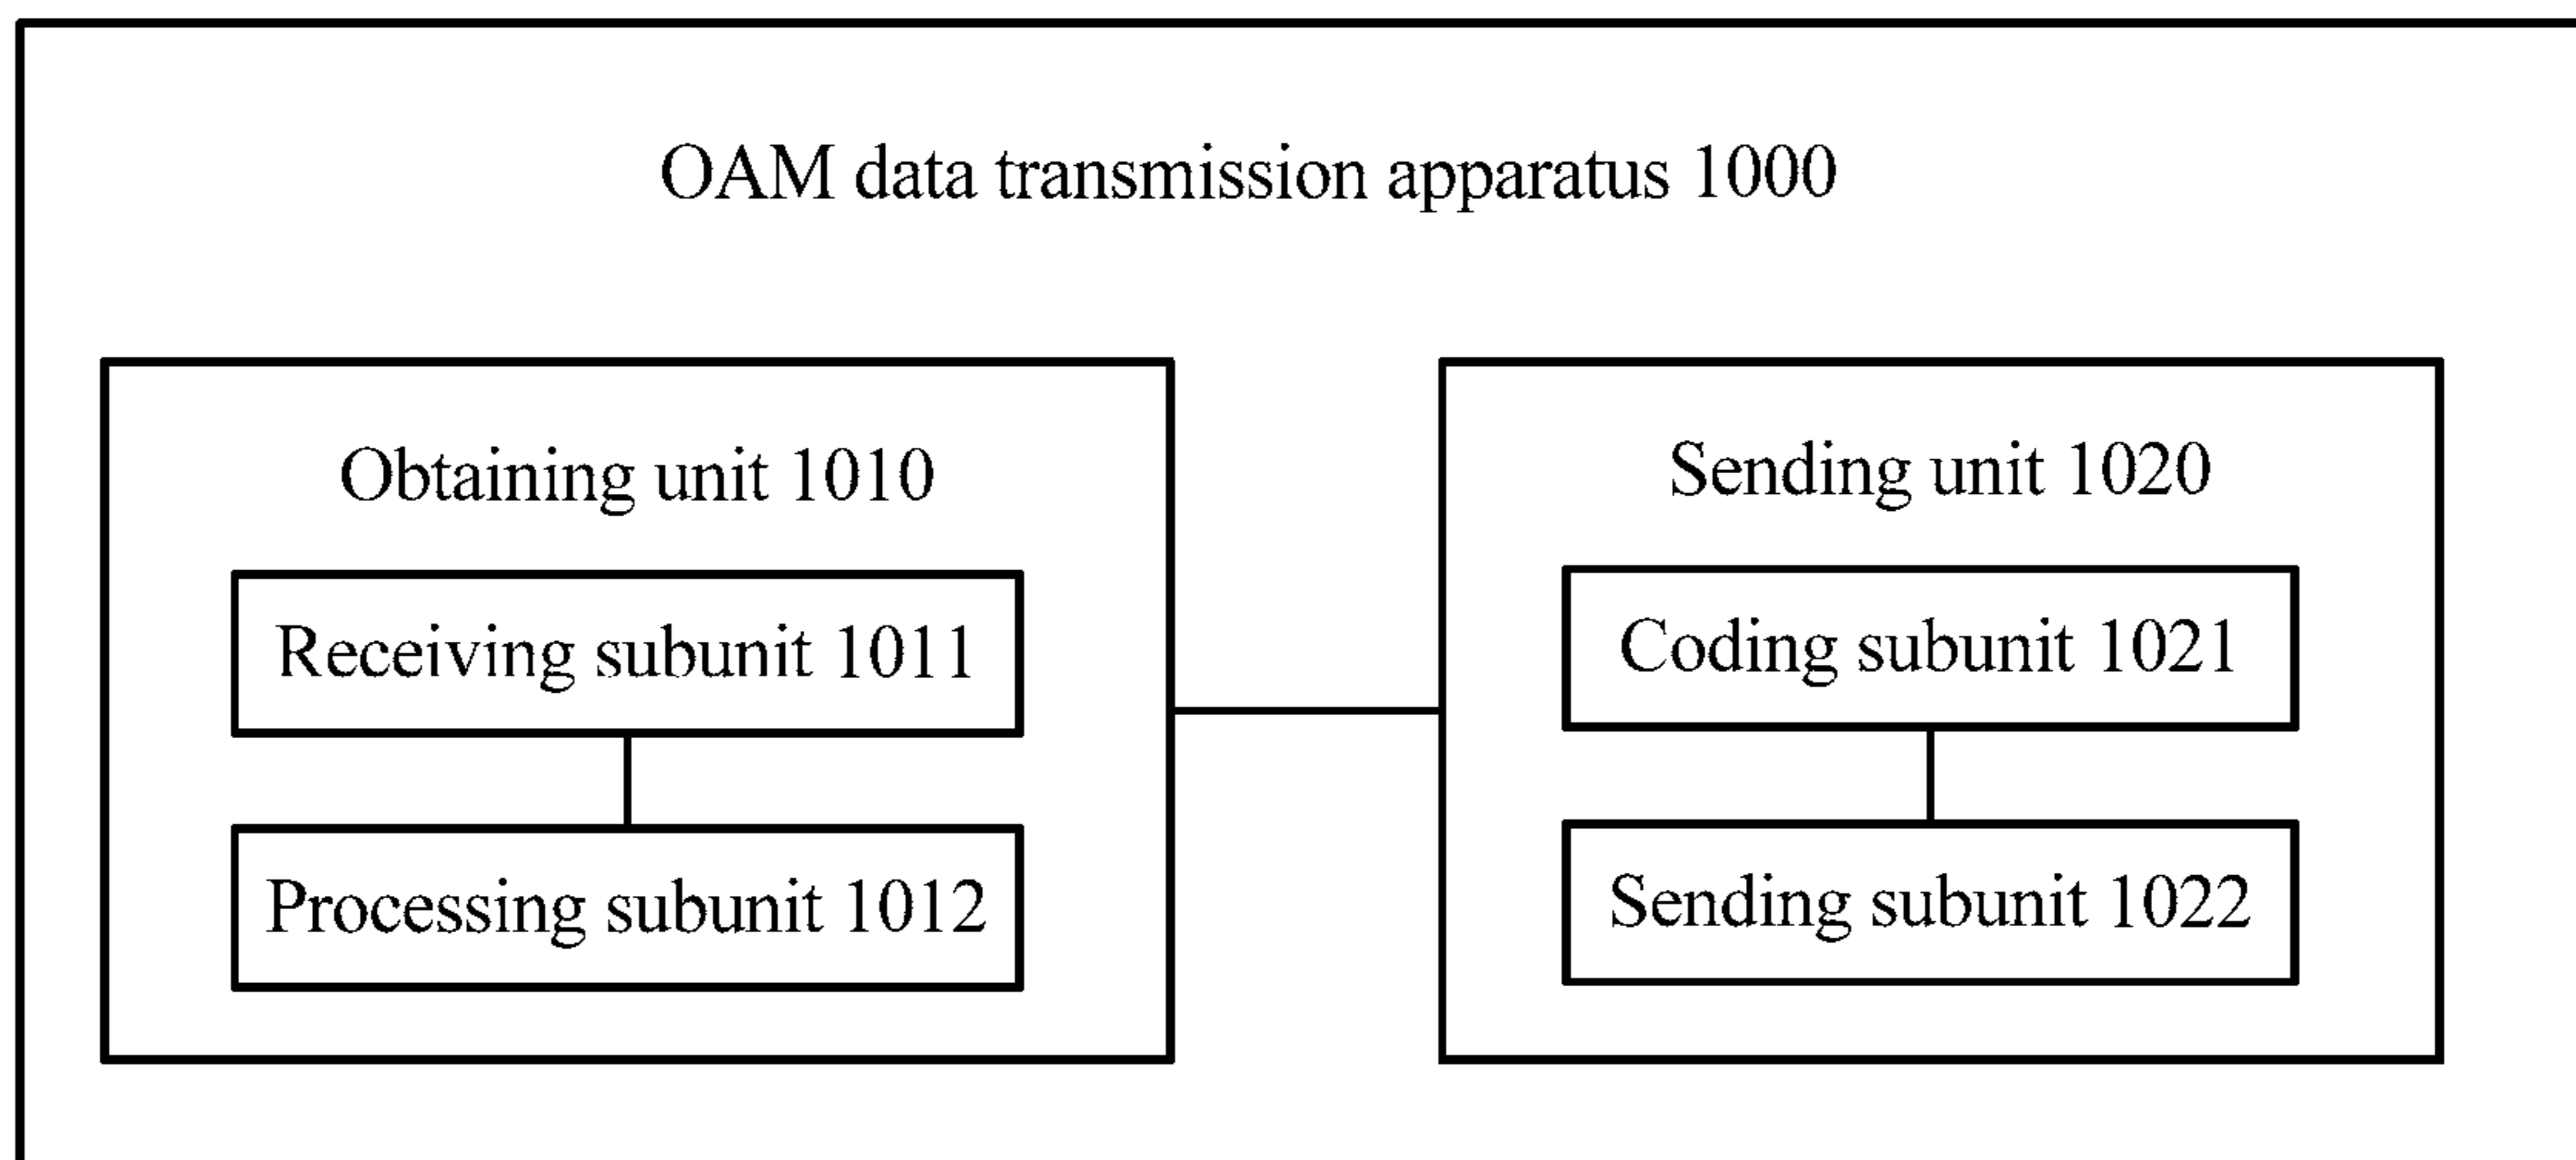 OAM data transmission apparatus 1000
Obtaining unit 1010
Receiving subunit 1011
Processing subunit 1012
Sending unit 1020
Coding subunit 1021
Sending subunit 1022